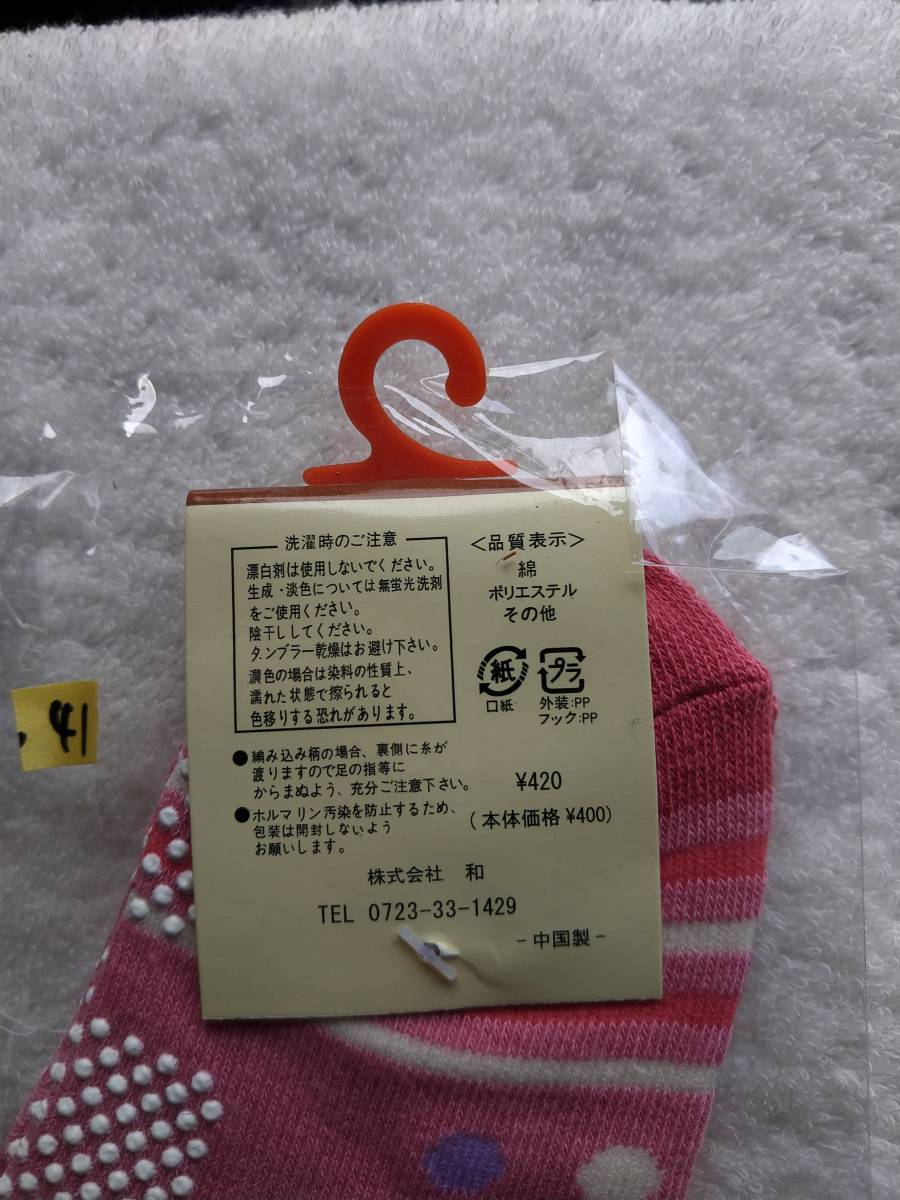 洗濯時のご注意
漂白剤は使用しないでください。
生成・淡色については無蛍光洗剤
をご使用ください。
陰干ししてください。
タンブラー乾燥はお避け下さい。
濃色の場合は染料の性質上、
濡れた状態で擦られると
色移りする恐れがあります。
●編み込み柄の場合、裏側に糸が
渡りますので足の指等に
からまぬよう、充分ご注意下さい。
●ホルマリン汚染を防止するため、
包装は開封しないよう
お願いします。
＜品質表示＞
綿
ポリエステル
その他
紙
口紙
プラ
外装:PP
フック:PP
¥420
(本体価格¥400)
株式会社 和
TEL 0723-33-1429
-中国製-
41